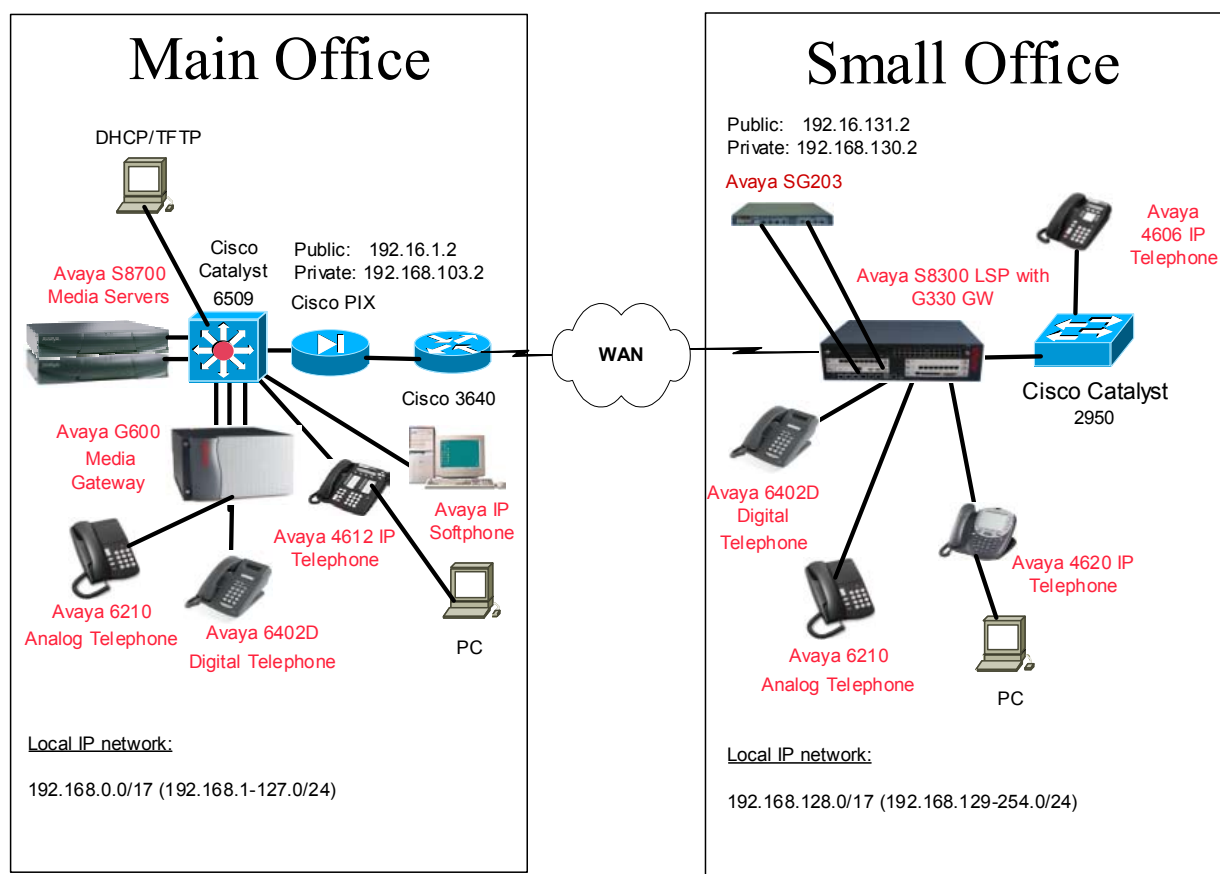 Main Office
DHCP/TFTP
Cisco
Catalyst
6509
Public: 192.16.1.2
Private: 192.168.103.2
Cisco PIX
Avaya S8700
Media Servers
Cisco 3640
Avaya G600
Media
Gateway
Avaya 4612 IP
Telephone
Avaya IP
Softphone
Avaya 6210
Analog Telephone
Avaya 6402D
Digital Telephone
PC
Local IP network:
192.168.0.0/17 (192.168.1-127.0/24)
WAN
Small Office
Public: 192.16.131.2
Private: 192.168.130.2
Avaya SG203
Avaya
4606 IP
Telephone
Avaya S8300 LSP with
G330 GW
Cisco Catalyst
2950
Avaya 6402D
Digital
Telephone
Avaya 4620 IP
Telephone
Avaya 6210
Analog Telephone
PC
Local IP network:
192.168.128.0/17 (192.168.129-254.0/24)